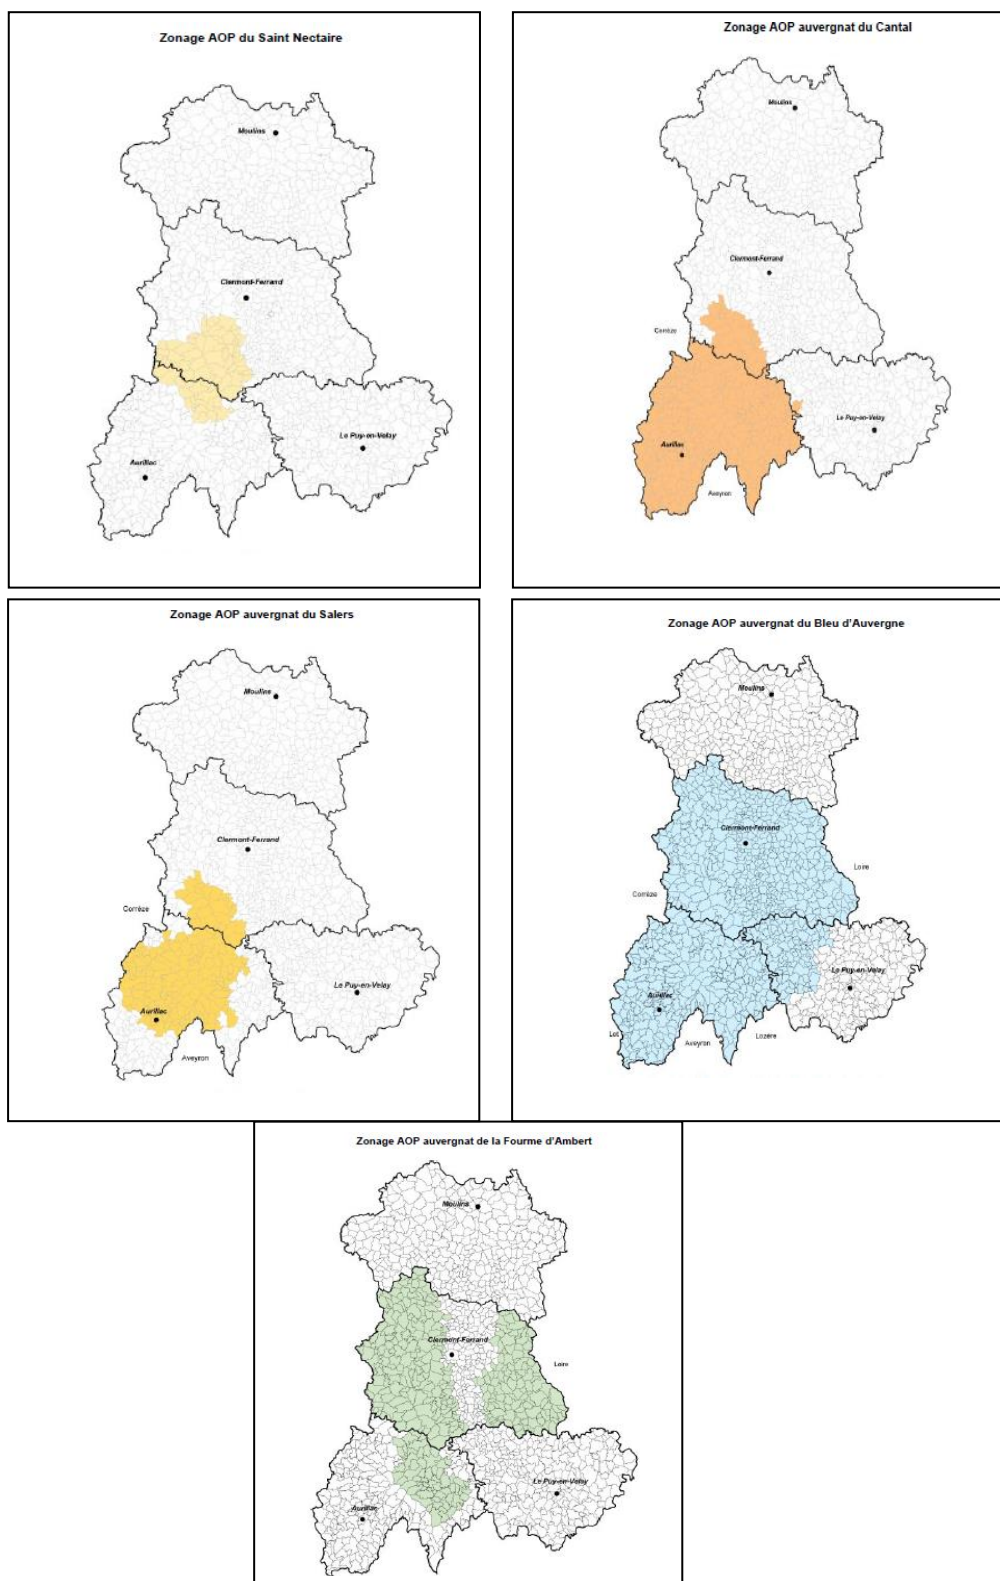 Zonage AOP du Saint Nectaire
Moulins
Clermont-Ferrand
Le Puy-en-Velay
Aurillac
Zonage AOP auvergnat du Cantal
Moulins
Clermont-Ferrand
Corrèze
Le Puy-en-Velay
Aurillac
Aveyron
Zonage AOP auvergnat du Salers
Moulins
Clermont-Ferrand
Corrèze
Le Puy-en-Velay
Aurillac
Aveyron
Zonage AOP auvergnat du Bleu d'Auvergne
Moulins
Clermont-Ferrand
Loire
Corrèze
Le Puy-en-Velay
Aurillac
Lot
Aveyron
Lozère
Zonage AOP auvergnat de la Fourme d'Ambert
Moulins
Clermont-Ferrand
Loire
Le Puy-en-Velay
Aurillac